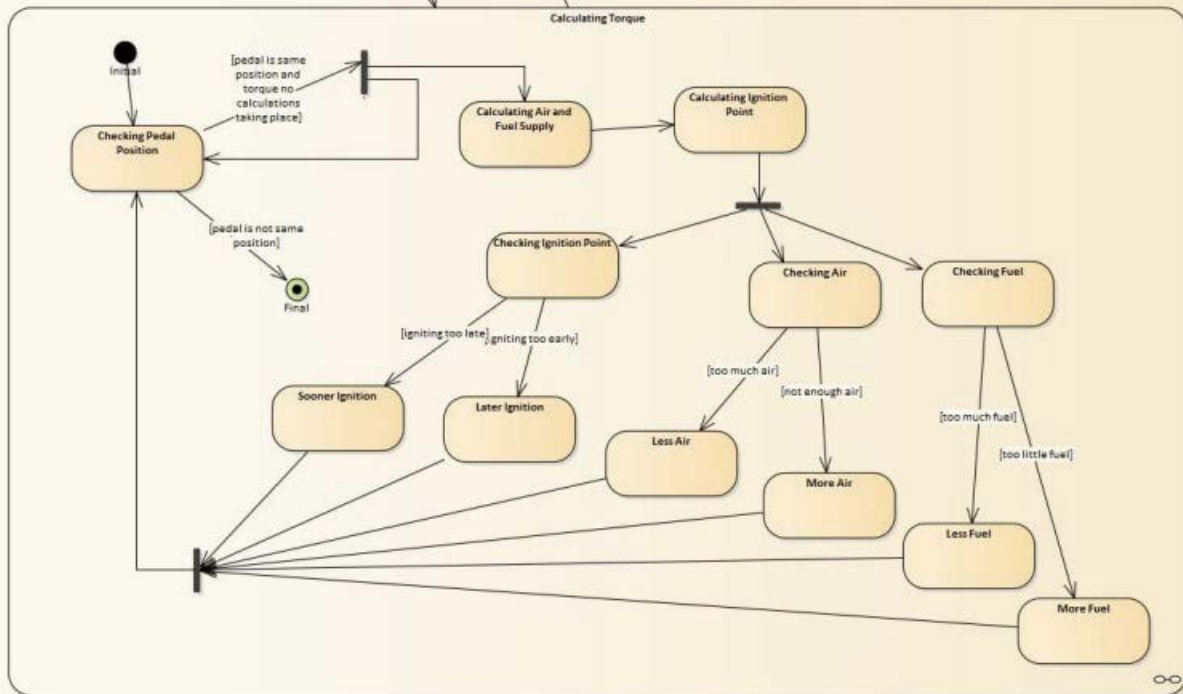 Calculating Torque
Initial
[pedal is same
position and
torque no
calculations
taking place]
Checking Pedal
Position
Calculating Air and
Fuel Supply
Calculating Ignition
Point
[pedal is not same
position]
Final
Checking Ignition Point
Checking Air
Checking Fuel
[igniting too late]
igniting too early]
[too much air]
[not enough air]
[too much fuel]
[too little fuel]
Sooner Ignition
Later Ignition
Less Air
More Air
Less Fuel
More Fuel